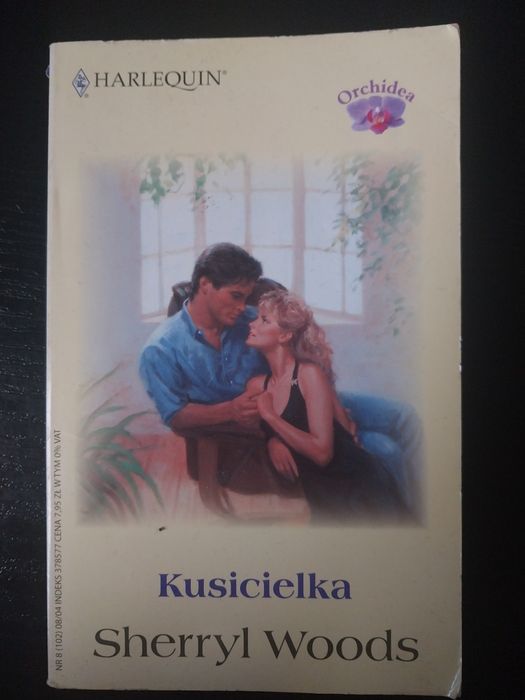 HARLEQUIN®
Orchidea
NR 8 (102) 08/04 INDEKS 378577 CENA 7,95 ZŁ W TYM 0% VAT
Kusicielka
Sherryl Woods